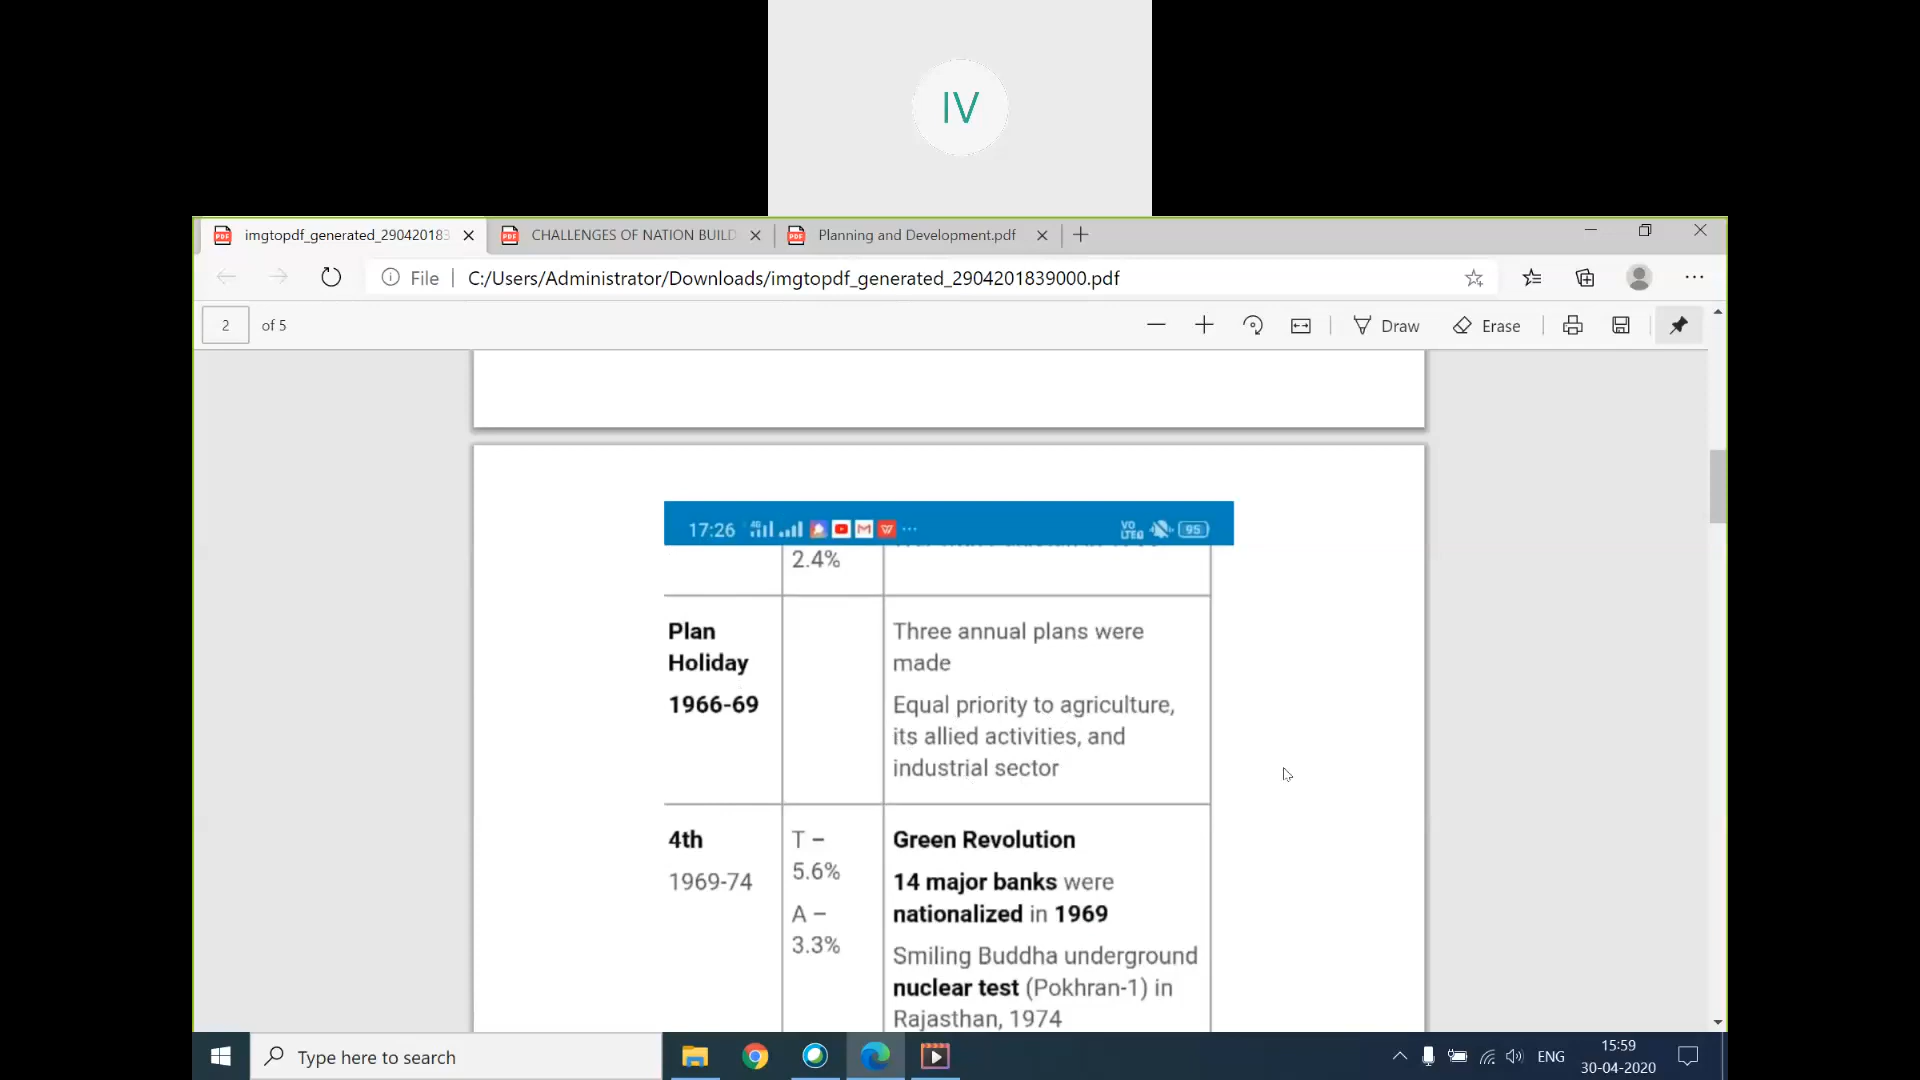 IV
imgtopdf_generated_290420183
CHALLENGES OF NATION BUILD
Planning and Development.pdf
File
C:/Users/Administrator/Downloads/imgtopdf_generated_2904201839000.pdf
2 of 5
Draw
Erase
17:26
4G
VO
LTE
95
2.4%
Plan
Holiday
1966-69
Three annual plans were
made
Equal priority to agriculture,
its allied activities, and
industrial sector
4th
1969-74
T –
5.6%
A –
3.3%
Green Revolution
14 major banks were
nationalized in 1969
Smiling Buddha underground
nuclear test (Pokhran-1) in
Rajasthan, 1974
Type here to search
ENG
15:59
30-04-2020